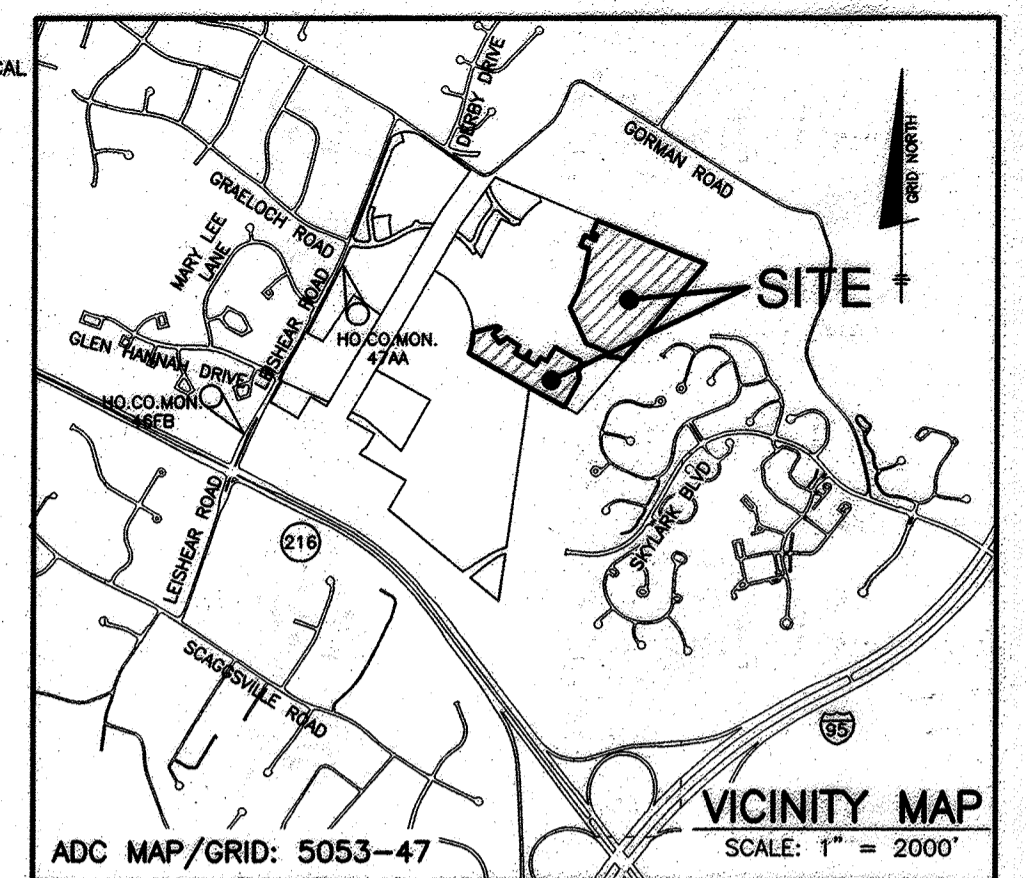 CAL
DERBY DRIVE
GORMAN ROAD
GRID NORTH
GRAELOCH ROAD
MARY LEE
LANE
SITE
LEISHEAR ROAD
HO.CO.MON.
47AA
GLEN HANNAH DRIVE
HO.CO.MON.
46FB
SKYLARK BLVD
LEISHEAR ROAD
216
SCAGGSVILLE ROAD
95
VICINITY MAP
SCALE: 1" = 2000'
ADC MAP/GRID: 5053-47